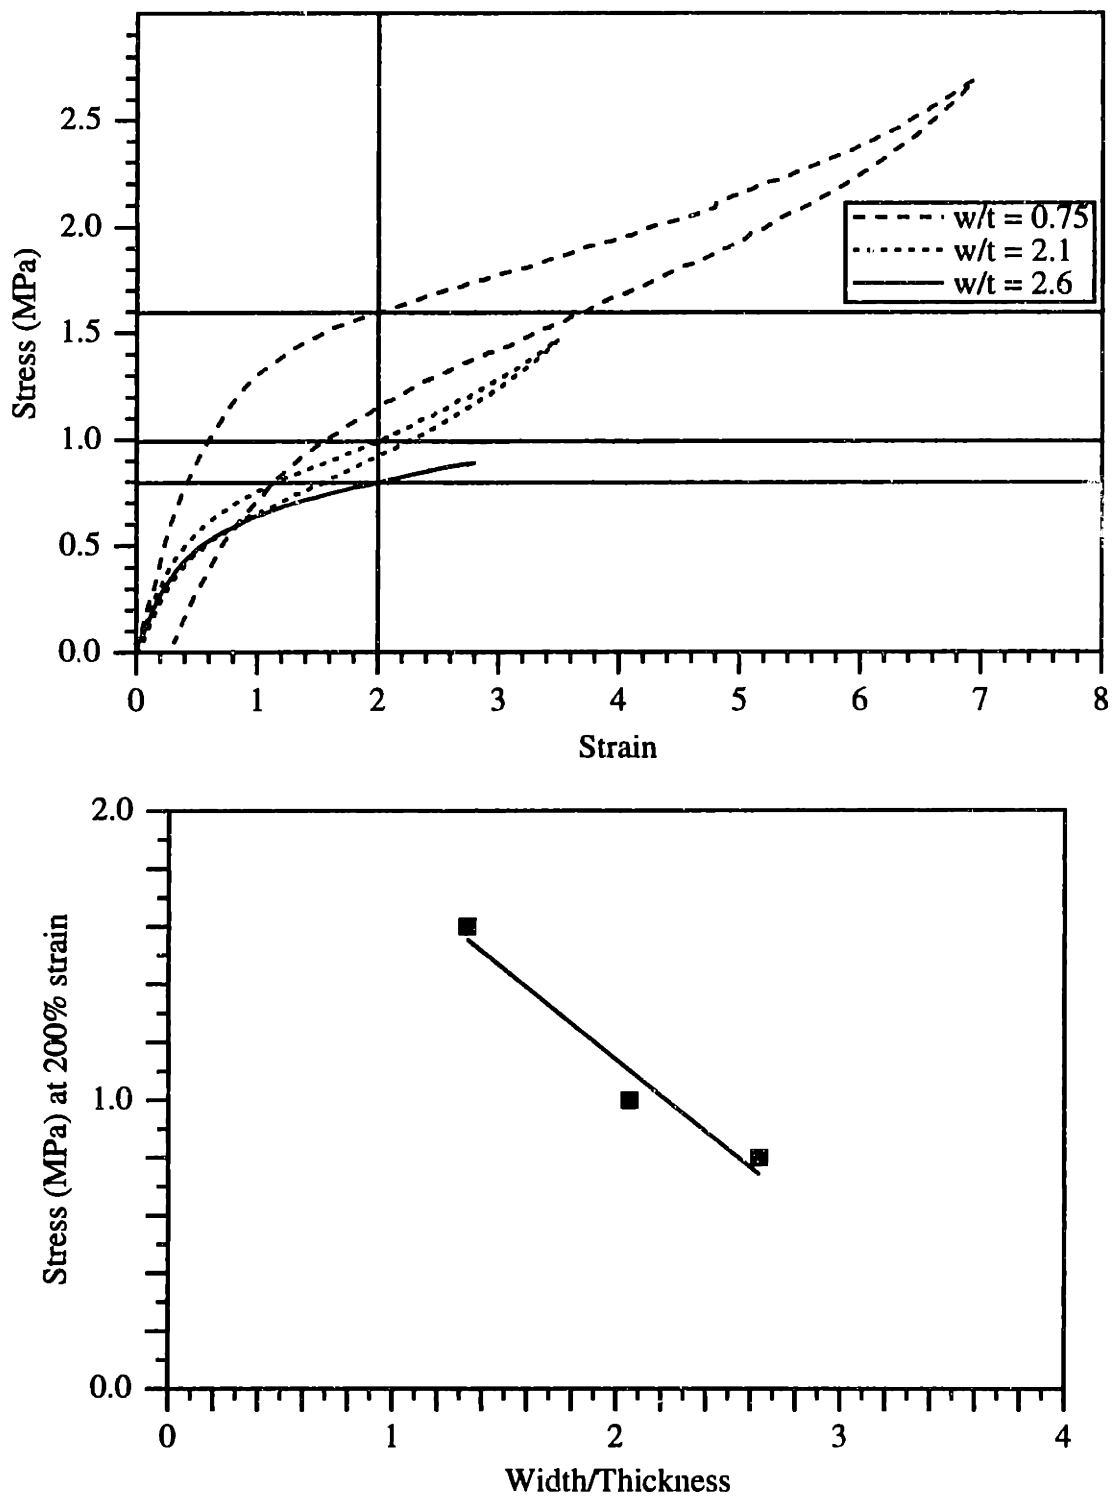 2.5
2.0
1.5
1.0
0.5
0.0
Stress (MPa)
w/t = 0.75
w/t = 2.1
w/t = 2.6
0 1 2 3 4 5 6 7 8
Strain
2.0
1.0
0.0
Stress (MPa) at 200% strain
0 1 2 3 4
Width/Thickness